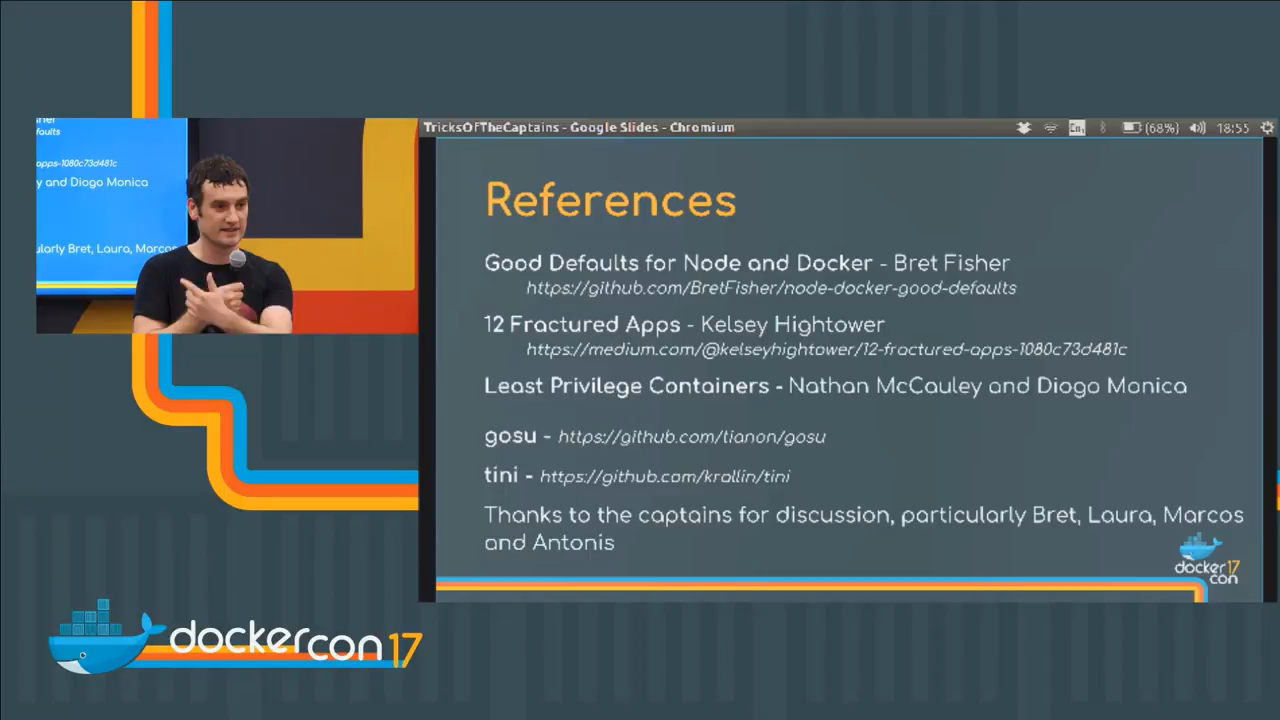 faults
apps-1080c73d481c
y and Diogo Monica
ularly Bret, Laura, Marcos
TricksOfTheCaptains - Google Slides - Chromium
En1
(68%)
18:55
References
Good Defaults for Node and Docker - Bret Fisher
https://github.com/BretFisher/node-docker-good-defaults
12 Fractured Apps - Kelsey Hightower
https://medium.com/@kelseyhightower/12-fractured-apps-1080c73d481c
Least Privilege Containers - Nathan McCauley and Diogo Monica
gosu - https://github.com/tianon/gosu
tini - https://github.com/krallin/tini
Thanks to the captains for discussion, particularly Bret, Laura, Marcos
and Antonis
docker17
con
dockercon 17